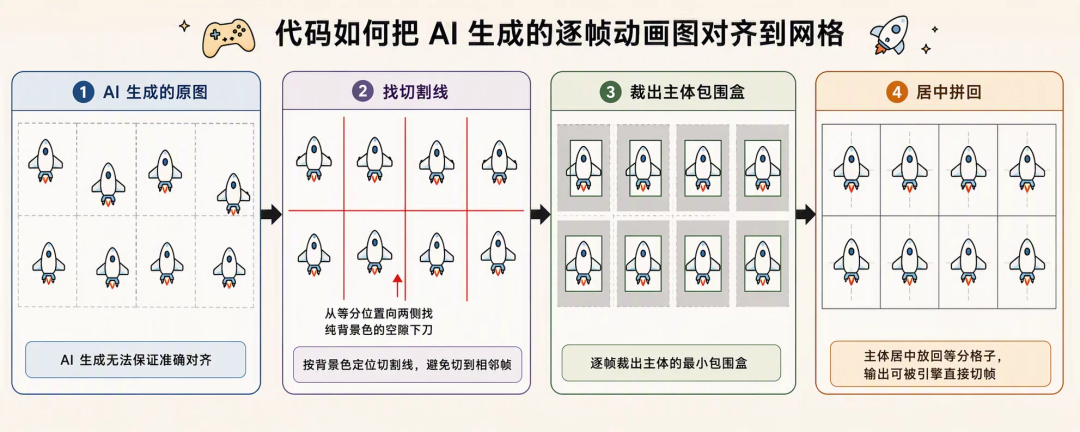 代码如何把 AI 生成的逐帧动画图对齐到网格
1 AI 生成的原图
AI 生成无法保证准确对齐
2 找切割线
从等分位置向两侧找
纯背景色的空隙下刀
按背景色定位切割线，避免切到相邻帧
3 裁出主体包围盒
逐帧裁出主体的最小包围盒
4 居中拼回
主体居中放回等分格子，
输出可被引擎直接切帧